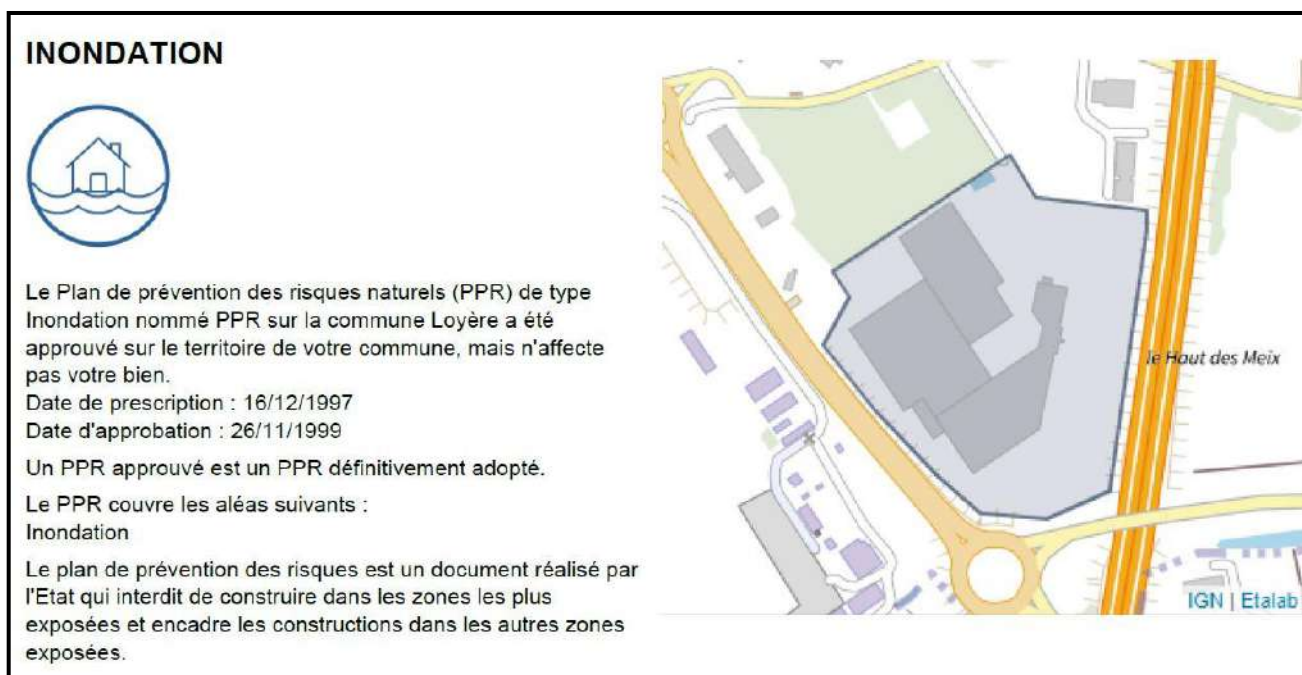 INONDATION
Le Plan de prévention des risques naturels (PPR) de type
Inondation nommé PPR sur la commune Loyère a été
approuvé sur le territoire de votre commune, mais n'affecte
pas votre bien.
Date de prescription : 16/12/1997
Date d'approbation : 26/11/1999
Un PPR approuvé est un PPR définitivement adopté.
Le PPR couvre les aléas suivants :
Inondation
Le plan de prévention des risques est un document réalisé par
l'Etat qui interdit de construire dans les zones les plus
exposées et encadre les constructions dans les autres zones
exposées.
le Haut des Meix
IGN | Etalab